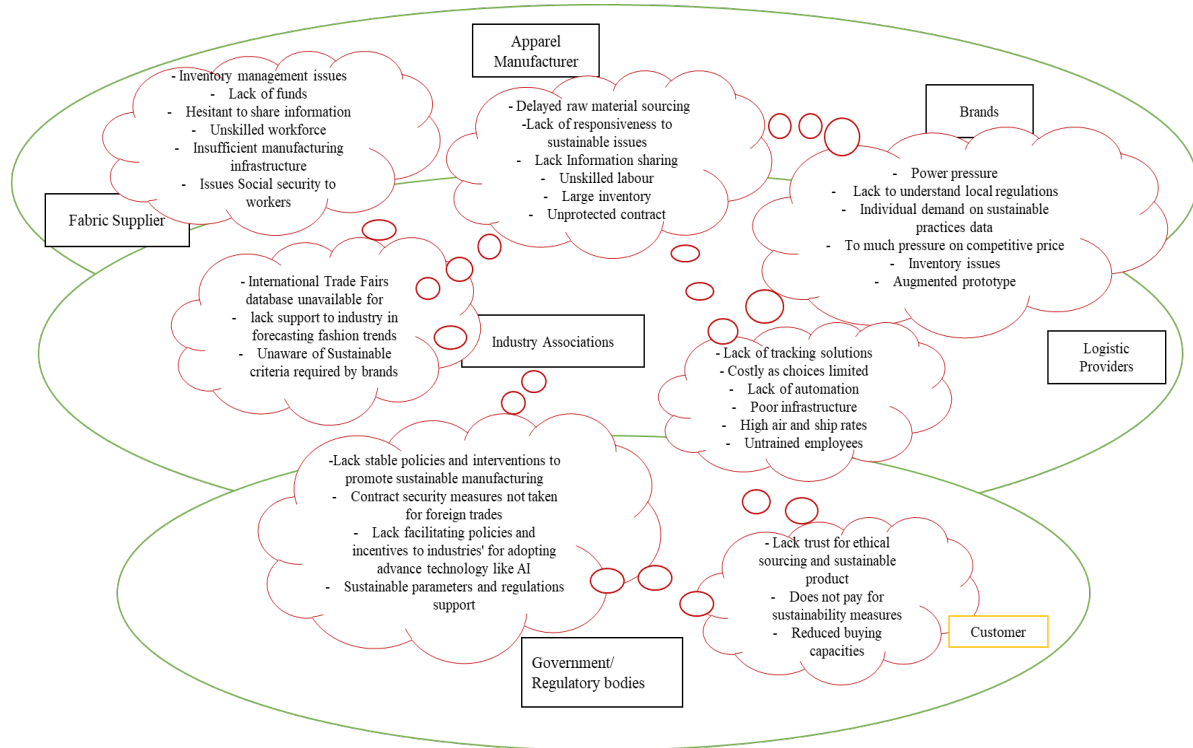 Apparel
Manufacturer
- Inventory management issues
- Lack of funds
- Hesitant to share information
- Unskilled workforce
- Insufficient manufacturing
infrastructure
- Issues Social security to
workers
Fabric Supplier
- Delayed raw material sourcing
-Lack of responsiveness to
sustainable issues
- Lack Information sharing
- Unskilled labour
- Large inventory
- Unprotected contract
Brands
- Power pressure
- Lack to understand local regulations
- Individual demand on sustainable
practices data
- To much pressure on competitive price
- Inventory issues
- Augmented prototype
- International Trade Fairs
database unavailable for
- lack support to industry in
forecasting fashion trends
- Unaware of Sustainable
criteria required by brands
Industry Associations
- Lack of tracking solutions
- Costly as choices limited
- Lack of automation
- Poor infrastructure
- High air and ship rates
- Untrained employees
Logistic
Providers
-Lack stable policies and interventions to
promote sustainable manufacturing
- Contract security measures not taken
for foreign trades
- Lack facilitating policies and
incentives to industries' for adopting
advance technology like AI
- Sustainable parameters and regulations
support
Government/
Regulatory bodies
- Lack trust for ethical
sourcing and sustainable
product
- Does not pay for
sustainability measures
- Reduced buying
capacities
Customer